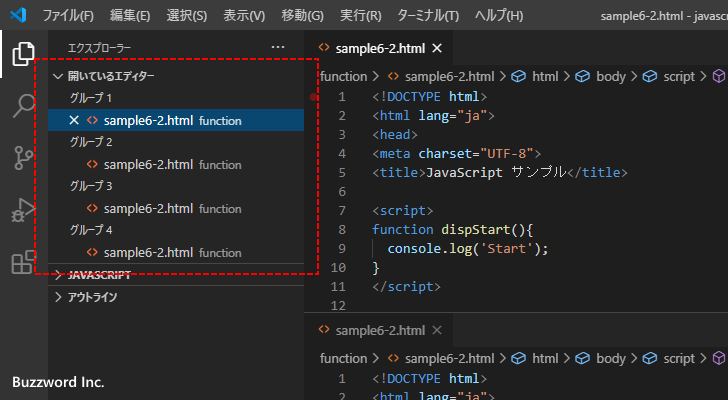 ファイル(F) 編集(E) 選択(S) 表示(V) 移動(G) 実行(R) ターミナル(T) ヘルプ(H) sample6-2.html - javasc
エクスプローラー ···
開いているエディター
グループ 1
sample6-2.html function
グループ 2
sample6-2.html function
グループ 3
sample6-2.html function
グループ 4
sample6-2.html function
JAVASCRIPT
アウトライン
sample6-2.html
function > sample6-2.html > html > body > script >
1 <!DOCTYPE html>
2 <html lang="ja">
3 <head>
4 <meta charset="UTF-8">
5 <title>JavaScript サンプル</title>
6
7 <script>
8 function dispStart(){
9 console.log('Start');
10 }
11 </script>
12
sample6-2.html
function > sample6-2.html > html > body > script >
1 <!DOCTYPE html>
2 <html lang="ja">
Buzzword Inc.